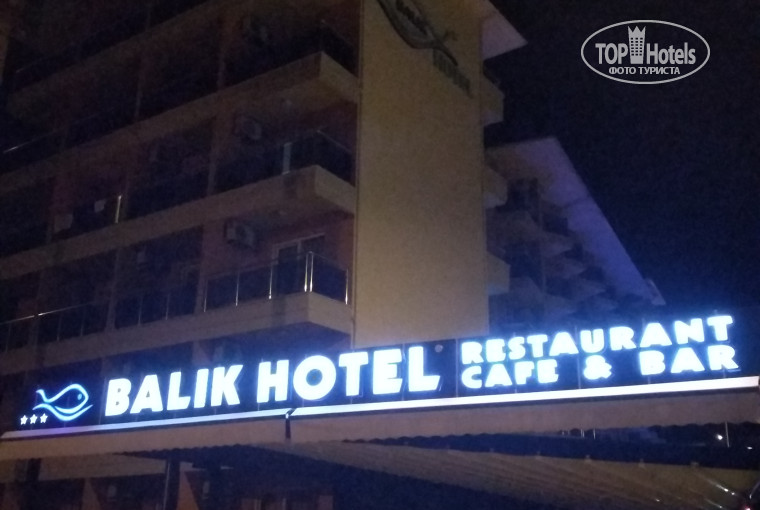 TOP Hotels
ФОТО ТУРИСТА
BALIK HOTEL
RESTAURANT
CAFE & BAR